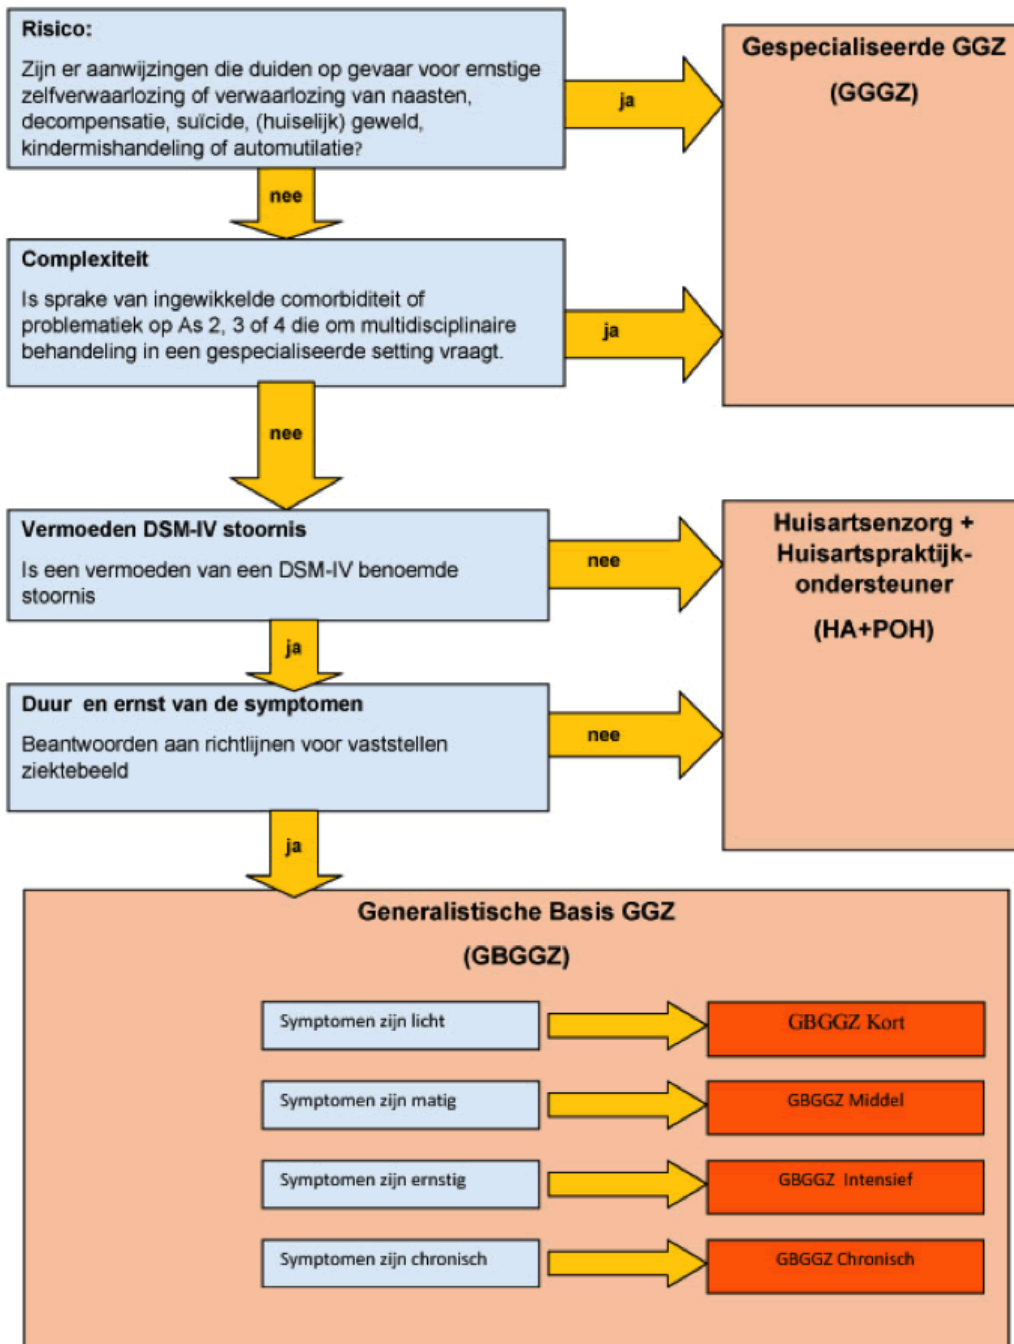 Risico:
Zijn er aanwijzingen die duiden op gevaar voor ernstige
zelfverwaarlozing of verwaarlozing van naasten,
decompensatie, suïcide, (huiselijk) geweld,
kindermishandeling of automutilatie?
ja
Gespecialiseerde GGZ
(GGGZ)
nee
Complexiteit
Is sprake van ingewikkelde comorbiditeit of
problematiek op As 2, 3 of 4 die om multidisciplinaire
behandeling in een gespecialiseerde setting vraagt.
ja
nee
Vermoeden DSM-IV stoornis
Is een vermoeden van een DSM-IV benoemde
stoornis
nee
Huisartsenzorg +
Huisartspraktijk-
ondersteuner
(HA+POH)
ja
Duur en ernst van de symptomen
Beantwoorden aan richtlijnen voor vaststellen
ziektebeeld
nee
ja
Generalistische Basis GGZ
(GBGGZ)
Symptomen zijn licht
GBGGZ Kort
Symptomen zijn matig
GBGGZ Middel
Symptomen zijn ernstig
GBGGZ Intensief
Symptomen zijn chronisch
GBGGZ Chronisch